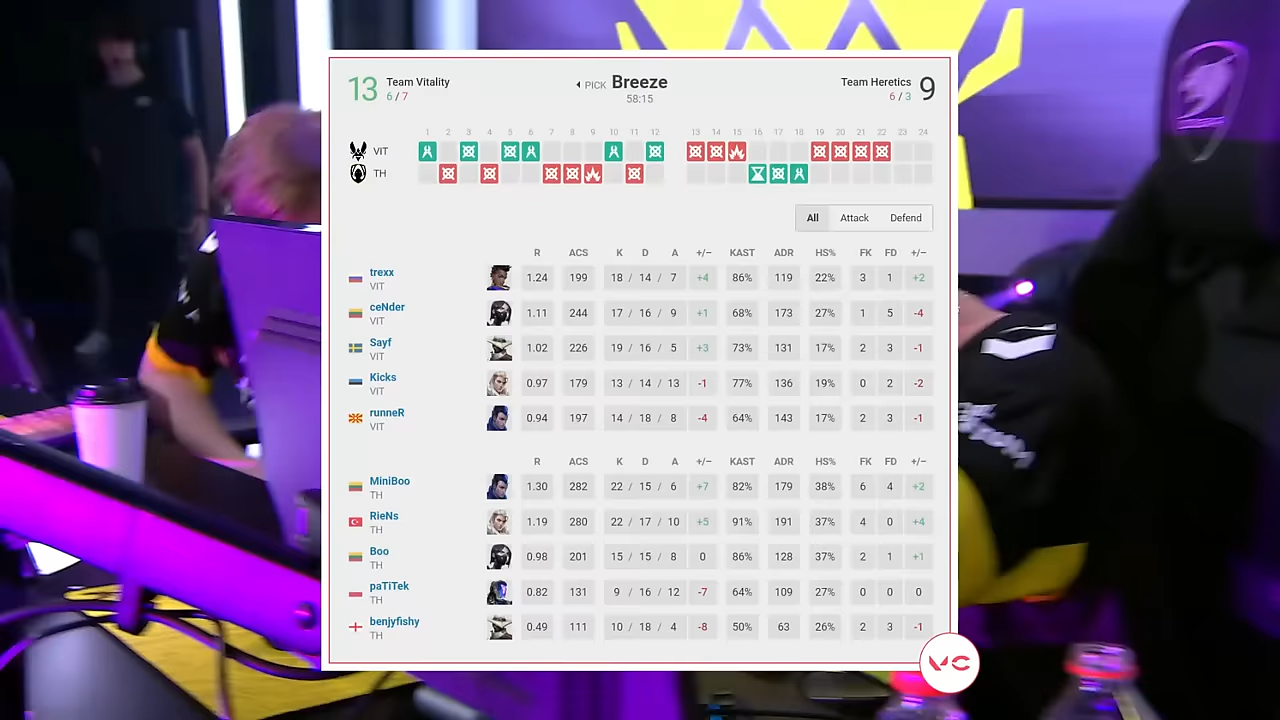 13 Team Vitality PICK Breeze Team Heretics 9
6 / 7 58:15 6 / 3
1 2 3 4 5 6 7 8 9 10 11 12 13 14 15 16 17 18 19 20 21 22 23 24
VIT
TH
All Attack Defend
R ACS K D A +/– KAST ADR HS% FK FD +/–
trexx 1.24 199 18 / 14 / 7 +4 86% 119 22% 3 1 +2
VIT
ceNder 1.11 244 17 / 16 / 9 +1 68% 173 27% 1 5 -4
VIT
Sayf 1.02 226 19 / 16 / 5 +3 73% 131 17% 2 3 -1
VIT
Kicks 0.97 179 13 / 14 / 13 -1 77% 136 19% 0 2 -2
VIT
runneR 0.94 197 14 / 18 / 8 -4 64% 143 17% 2 3 -1
VIT
R ACS K D A +/– KAST ADR HS% FK FD +/–
MiniBoo 1.30 282 22 / 15 / 6 +7 82% 179 38% 6 4 +2
TH
RieNs 1.19 280 22 / 17 / 10 +5 91% 191 37% 4 0 +4
TH
Boo 0.98 201 15 / 15 / 8 0 86% 123 37% 2 1 +1
TH
paTiTek 0.82 131 9 / 16 / 12 -7 64% 109 27% 0 0 0
TH
benjyfishy 0.49 111 10 / 18 / 4 -8 50% 63 26% 2 3 -1
TH
VC